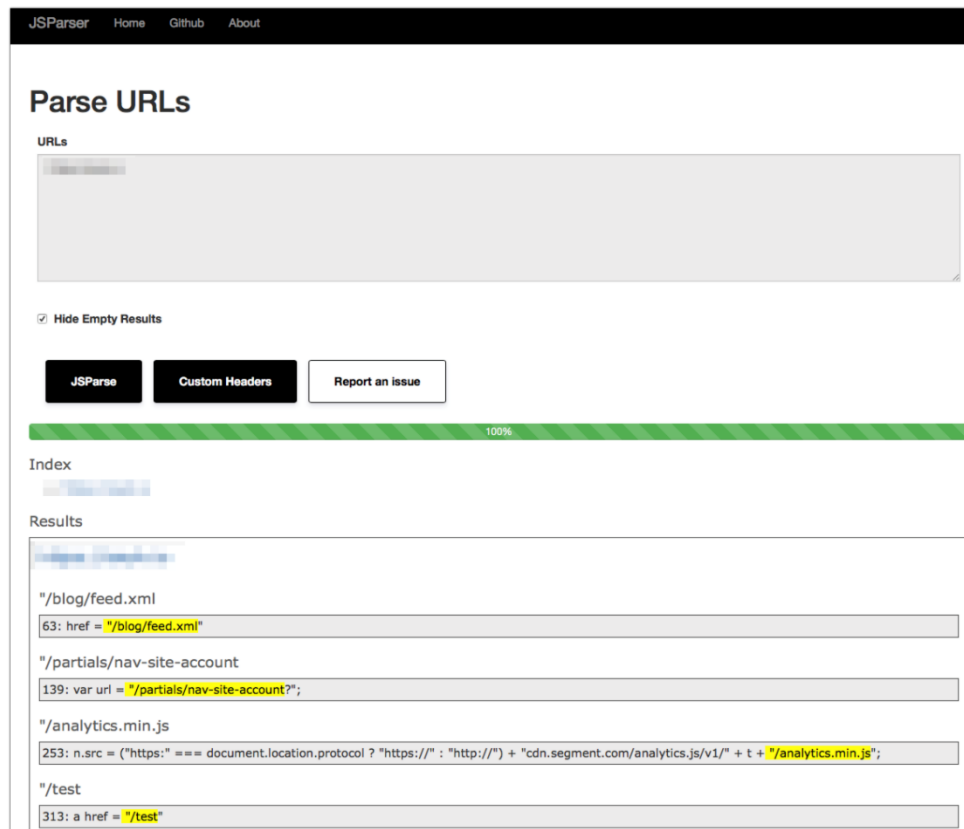 JSParser Home Github About
Parse URLs
URLs
Hide Empty Results
JSParse Custom Headers Report an issue
100%
Index
Results
"/blog/feed.xml
63: href = "/blog/feed.xml"
"/partials/nav-site-account
139: var url = "/partials/nav-site-account?";
"/analytics.min.js
253: n.src = ("https:" === document.location.protocol ? "https://" : "http://") + "cdn.segment.com/analytics.js/v1/" + t + "/analytics.min.js";
"/test
313: a href = "/test"